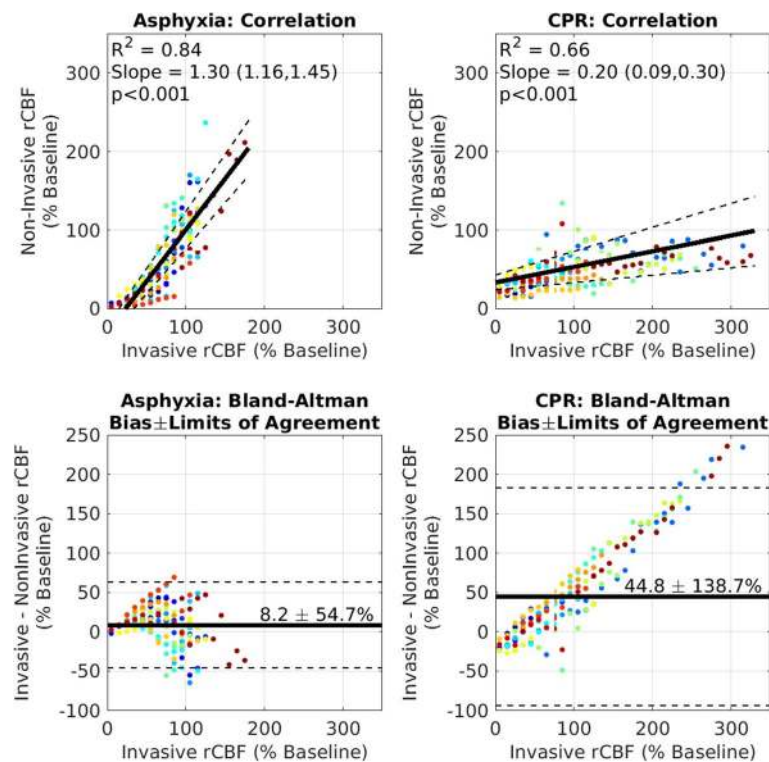 Asphyxia: Correlation
R² = 0.84
Slope = 1.30 (1.16,1.45)
p<0.001
300
200
100
0
Non-Invasive rCBF
(% Baseline)
0 100 200 300
Invasive rCBF (% Baseline)
CPR: Correlation
R² = 0.66
Slope = 0.20 (0.09,0.30)
p<0.001
300
200
100
0
Non-Invasive rCBF
(% Baseline)
0 100 200 300
Invasive rCBF (% Baseline)
Asphyxia: Bland-Altman
Bias±Limits of Agreement
250
200
150
100
50
0
-50
-100
Invasive - NonInvasive rCBF
(% Baseline)
8.2 ± 54.7%
0 100 200 300
Invasive rCBF (% Baseline)
CPR: Bland-Altman
Bias±Limits of Agreement
250
200
150
100
50
0
-50
-100
Invasive - NonInvasive rCBF
(% Baseline)
44.8 ± 138.7%
0 100 200 300
Invasive rCBF (% Baseline)